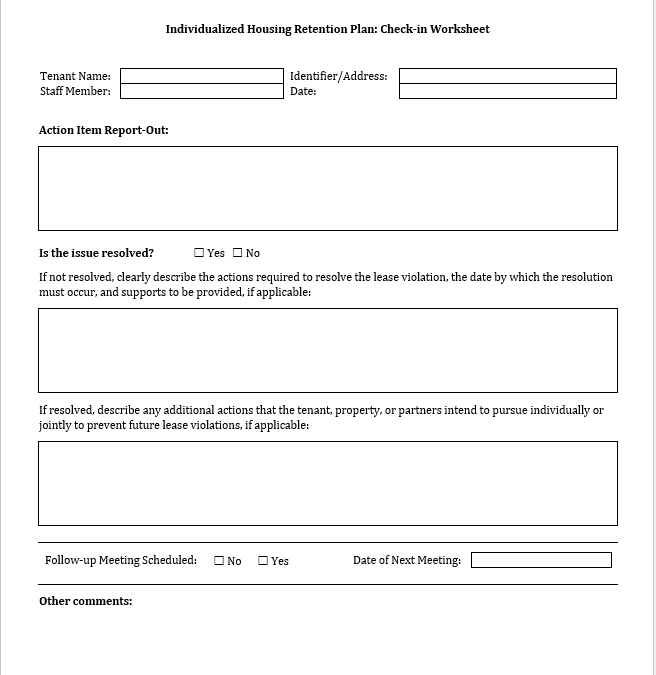 Individualized Housing Retention Plan: Check-in Worksheet
Tenant Name: Identifier/Address:
Staff Member: Date:
Action Item Report-Out:
Is the issue resolved? ☐ Yes ☐ No
If not resolved, clearly describe the actions required to resolve the lease violation, the date by which the resolution
must occur, and supports to be provided, if applicable:
If resolved, describe any additional actions that the tenant, property, or partners intend to pursue individually or
jointly to prevent future lease violations, if applicable:
Follow-up Meeting Scheduled: ☐ No ☐ Yes Date of Next Meeting:
Other comments: